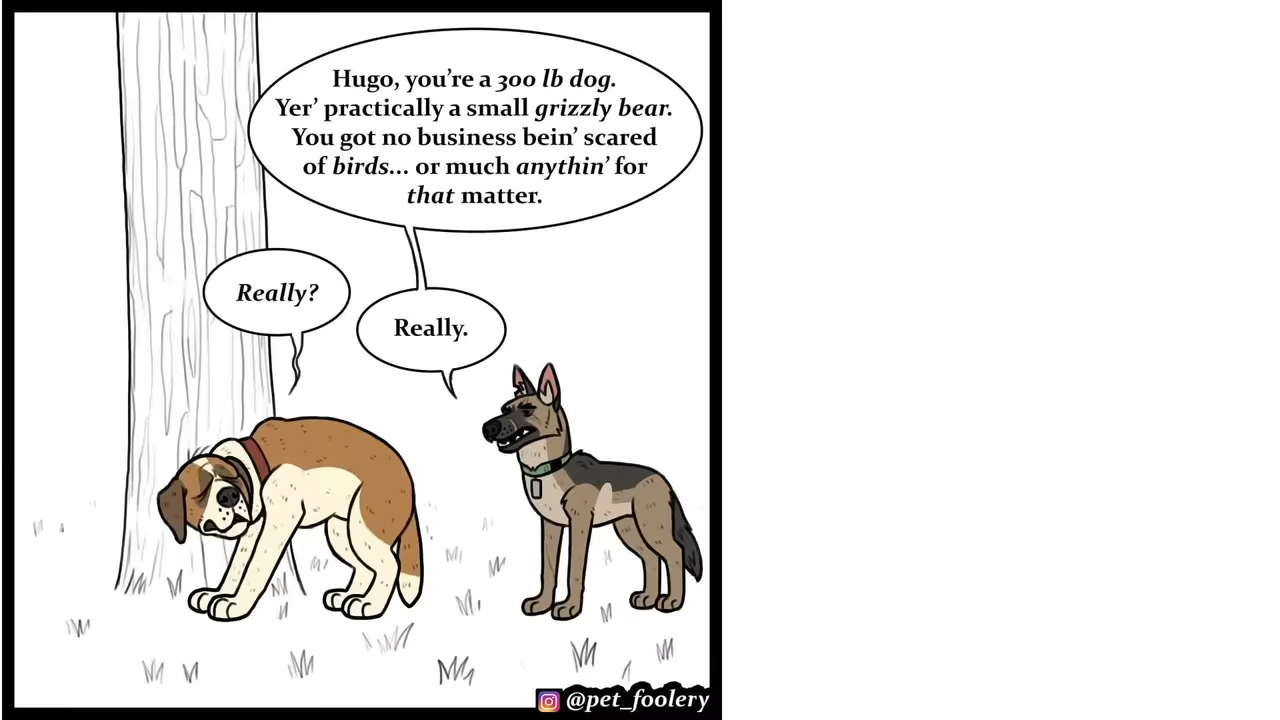 Hugo, you're a 300 lb dog.
Yer' practically a small grizzly bear.
You got no business bein' scared
of birds... or much anythin' for
that matter.
Really?
Really.
@pet_foolery